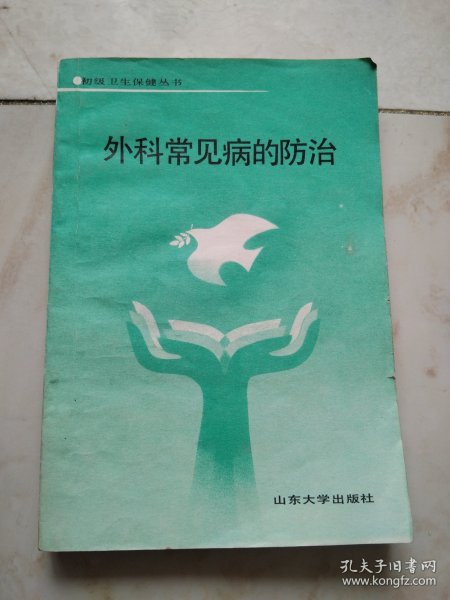 初级卫生保健丛书
外科常见病的防治
山东大学出版社
孔夫子旧书网
www.kongfz.com